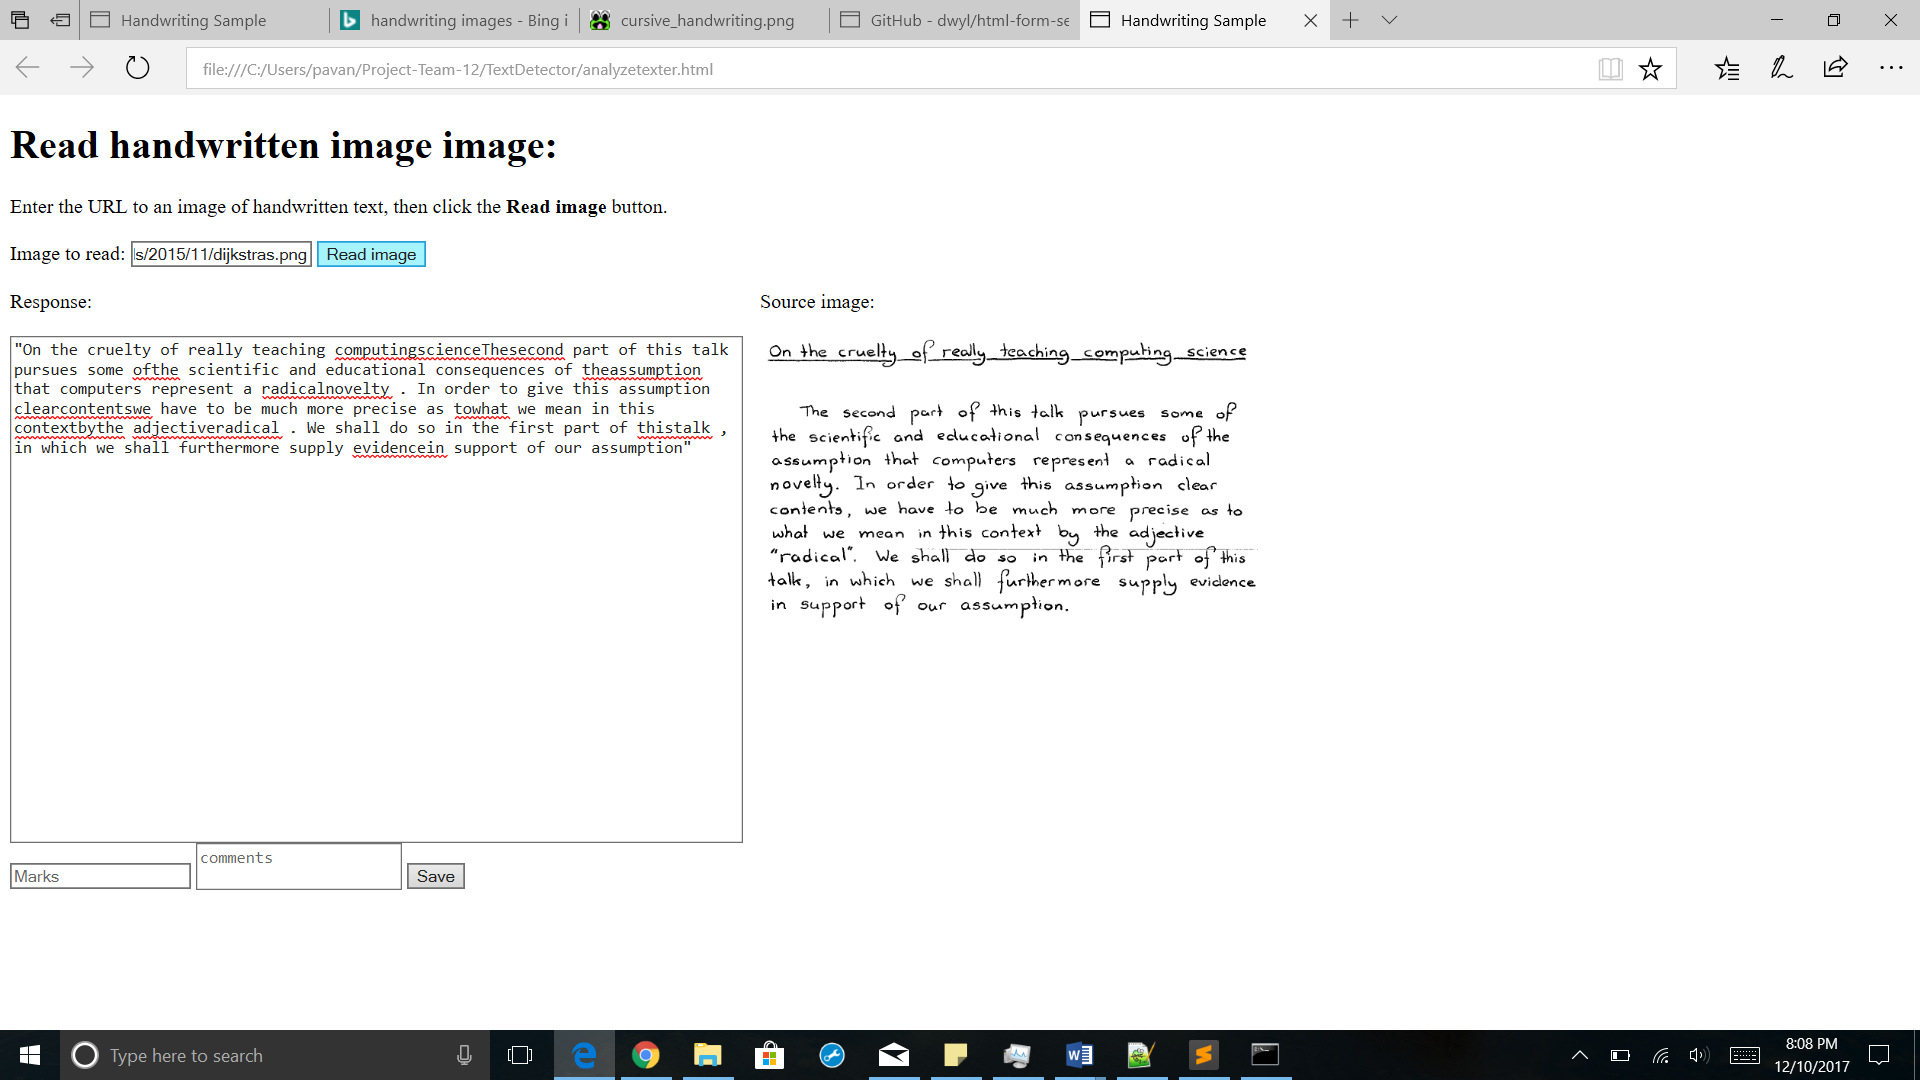 Handwriting Sample
handwriting images - Bing i
cursive_handwriting.png
GitHub - dwyl/html-form-se
Handwriting Sample
file:///C:/Users/pavan/Project-Team-12/TextDetector/analyzetexter.html
Read handwritten image image:
Enter the URL to an image of handwritten text, then click the Read image button.
Image to read: s/2015/11/dijkstras.png Read image
Response:
"On the cruelty of really teaching computingscienceThesecond part of this talk
pursues some ofthe scientific and educational consequences of theassumption
that computers represent a radicalnovelty . In order to give this assumption
clearcontentswe have to be much more precise as towhat we mean in this
contextbythe adjectiveradical . We shall do so in the first part of thistalk ,
in which we shall furthermore supply evidencein support of our assumption"
Source image:
On the cruelty of really teaching computing science
The second part of this talk pursues some of
the scientific and educational consequences of the
assumption that computers represent a radical
novelty. In order to give this assumption clear
contents, we have to be much more precise as to
what we mean in this context by the adjective
"radical". We shall do so in the first part of this
talk, in which we shall furthermore supply evidence
in support of our assumption.
Marks
comments
Save
Type here to search
8:08 PM
12/10/2017